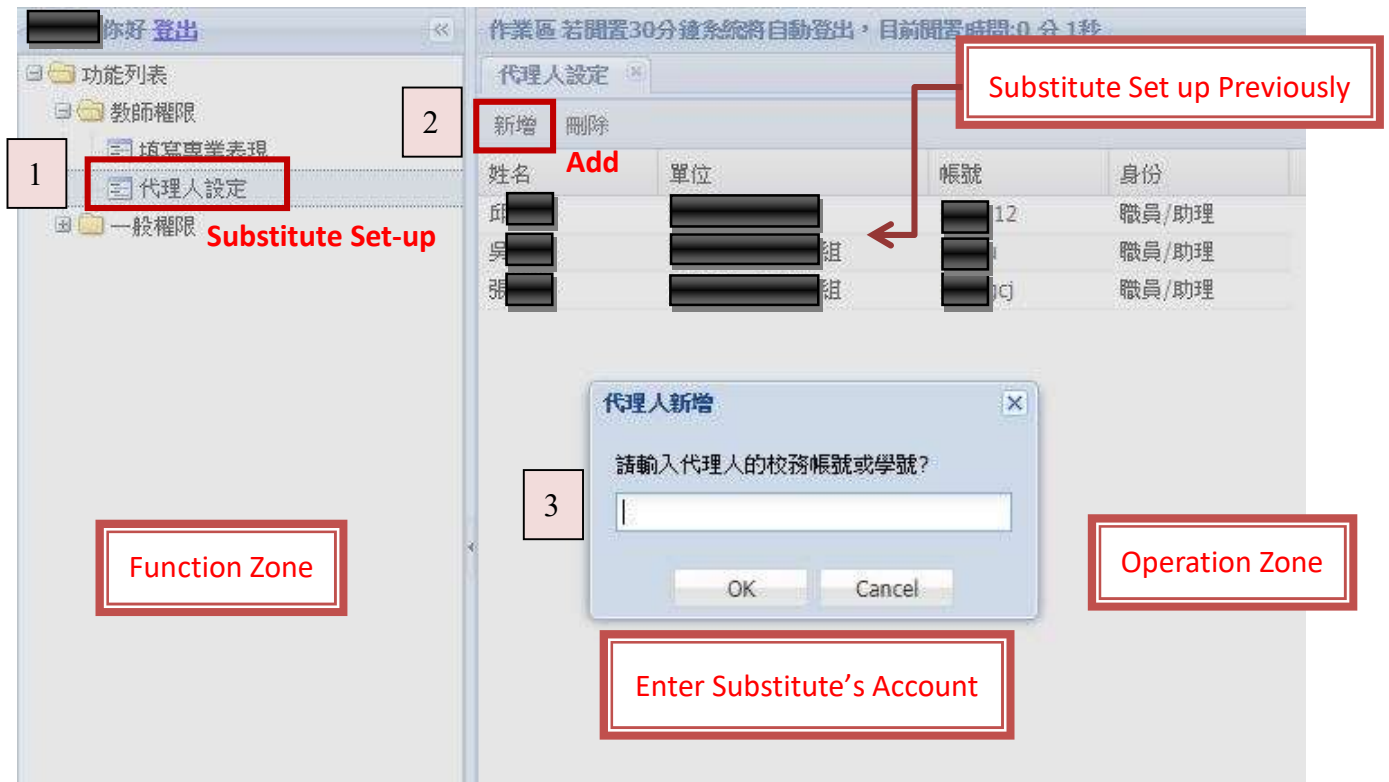 你好 登出
作業區 若閒置30分鐘系統將自動登出，目前閒置時間:0 分 1秒
功能列表
教師權限
1
填寫專業表現
代理人設定
Substitute Set-up
一般權限
Function Zone
代理人設定
Substitute Set up Previously
2
新增 刪除
Add
姓名 單位 帳號 身份
邱 12 職員/助理
吳 組 職員/助理
張 組 cj 職員/助理
代理人新增
請輸入代理人的校務帳號或學號?
3
OK Cancel
Operation Zone
Enter Substitute’s Account